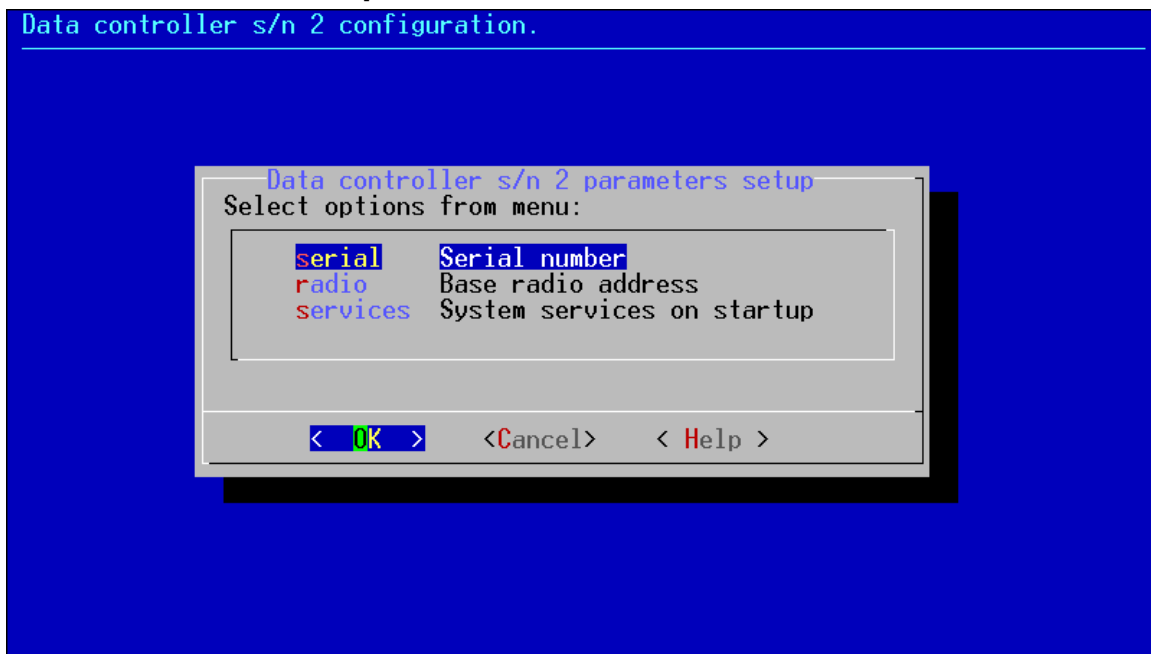 Data controller s/n 2 configuration.
Data controller s/n 2 parameters setup
Select options from menu:
serial Serial number
radio Base radio address
services System services on startup
< OK > <Cancel> < Help >